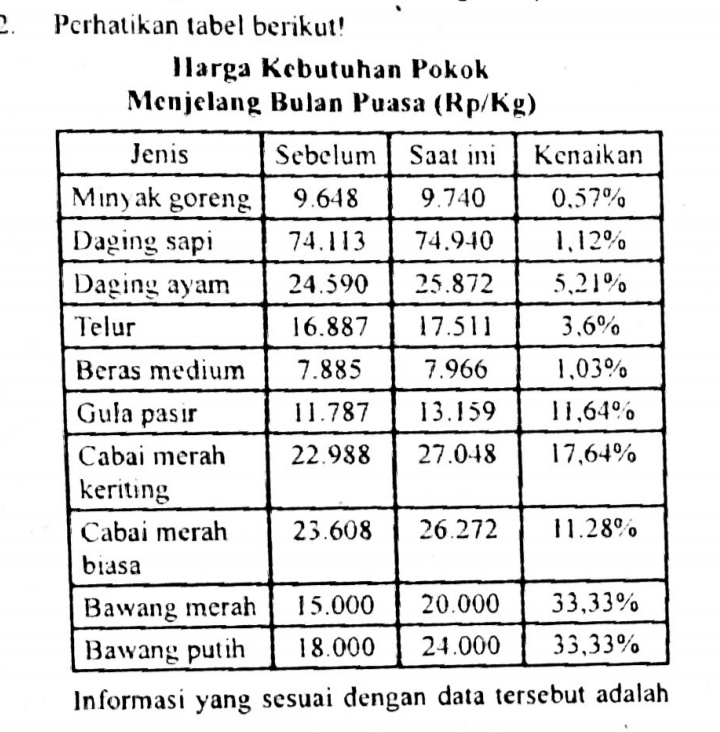 2. Perhatikan tabel berikut!
Harga Kebutuhan Pokok
Menjelang Bulan Puasa (Rp/Kg)
Jenis Sebelum Saat ini Kenaikan
Minyak goreng 9.648 9.740 0,57%
Daging sapi 74.113 74.940 1,12%
Daging ayam 24.590 25.872 5,21%
Telur 16.887 17.511 3,6%
Beras medium 7.885 7.966 1,03%
Gula pasir 11.787 13.159 11,64%
Cabai merah 22.988 27.048 17,64%
keriting
Cabai merah 23.608 26.272 11.28%
biasa
Bawang merah 15.000 20.000 33,33%
Bawang putih 18.000 24.000 33,33%
Informasi yang sesuai dengan data tersebut adalah